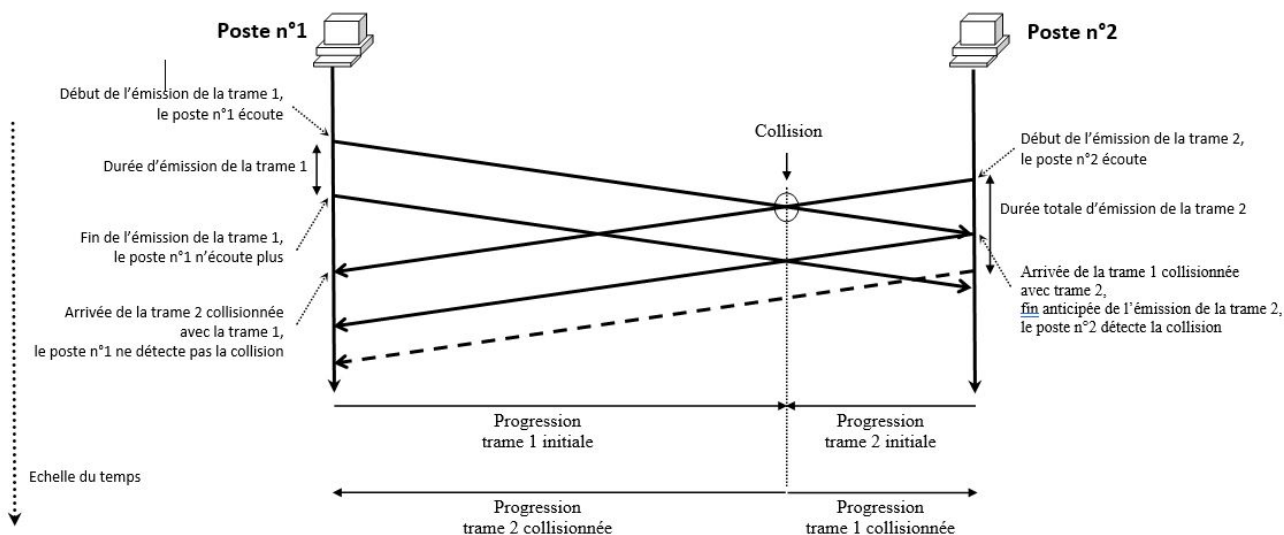 Poste n°1
Poste n°2
Début de l'émission de la trame 1,
le poste n°1 écoute
Collision
Début de l'émission de la trame 2,
le poste n°2 écoute
Durée d'émission de la trame 1
Durée totale d'émission de la trame 2
Fin de l'émission de la trame 1,
le poste n°1 n'écoute plus
Arrivée de la trame 1 collisionnée
avec trame 2,
fin anticipée de l'émission de la trame 2,
le poste n°2 détecte la collision
Arrivée de la trame 2 collisionnée
avec la trame 1,
le poste n°1 ne détecte pas la collision
Progression
trame 1 initiale
Progression
trame 2 initiale
Echelle du temps
Progression
trame 2 collisionnée
Progression
trame 1 collisionnée